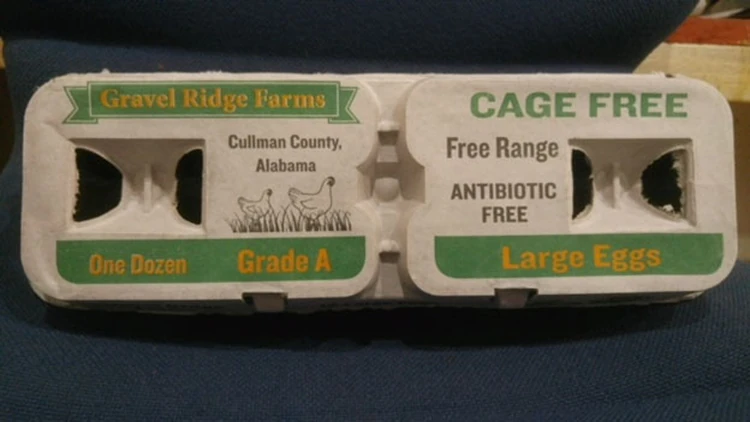 Gravel Ridge Farms
Cullman County,
Alabama
One Dozen
Grade A
CAGE FREE
Free Range
ANTIBIOTIC
FREE
Large Eggs